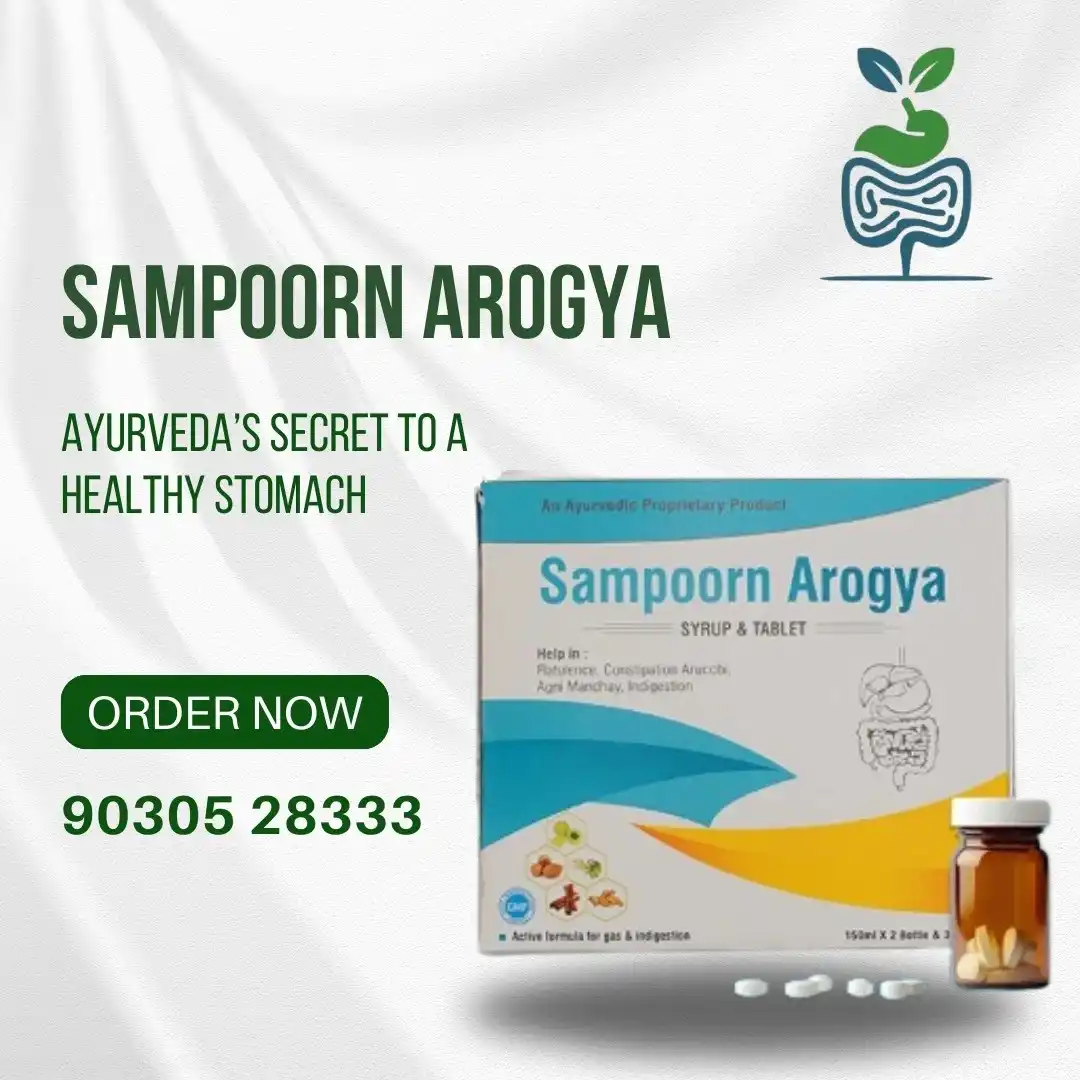 SAMPOORN AROGYA
AYURVEDA'S SECRET TO A
HEALTHY STOMACH
ORDER NOW
90305 28333
An Ayurvedic Proprietary Product
Sampoorn Arogya
SYRUP & TABLET
Help in :
Flatulence, Constipation Arucchi,
Agni Mandhay, Indigestion
GMP
Active formula for gas & indigestion
150ml X 2 Bottle & 3